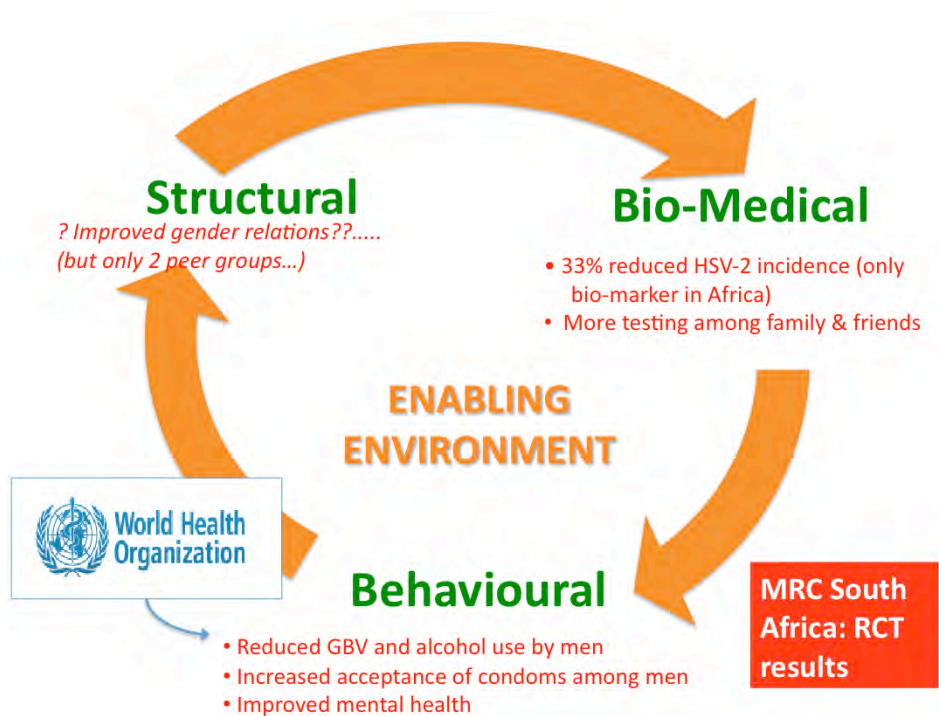 Structural
? Improved gender relations??.....
(but only 2 peer groups...)
Bio-Medical
• 33% reduced HSV-2 incidence (only
bio-marker in Africa)
• More testing among family & friends
ENABLING
ENVIRONMENT
World Health
Organization
Behavioural
• Reduced GBV and alcohol use by men
• Increased acceptance of condoms among men
• Improved mental health
MRC South
Africa: RCT
results